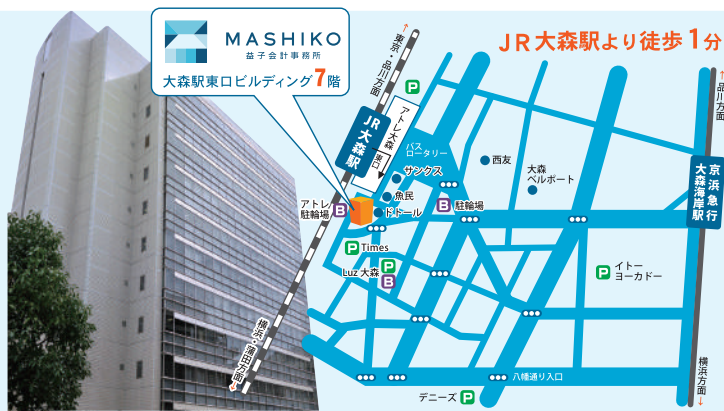 MASHIKO
益子会計事務所
大森駅東口ビルディング7階
JR大森駅より徒歩1分
↑東京・品川方面
P
アトレ大森
東口
JR大森駅
バス
ロータリー
サンクス
西友
大森
ベルポート
↑品川方面
京浜急行
大森海岸駅
魚民
アトレ
駐輪場
B
ドドール
B
駐輪場
P
Times
Luz大森
P
B
P
イトー
ヨーカドー
横浜・蒲田方面↓
八幡通り入口
横浜方面↓
デニーズ
P